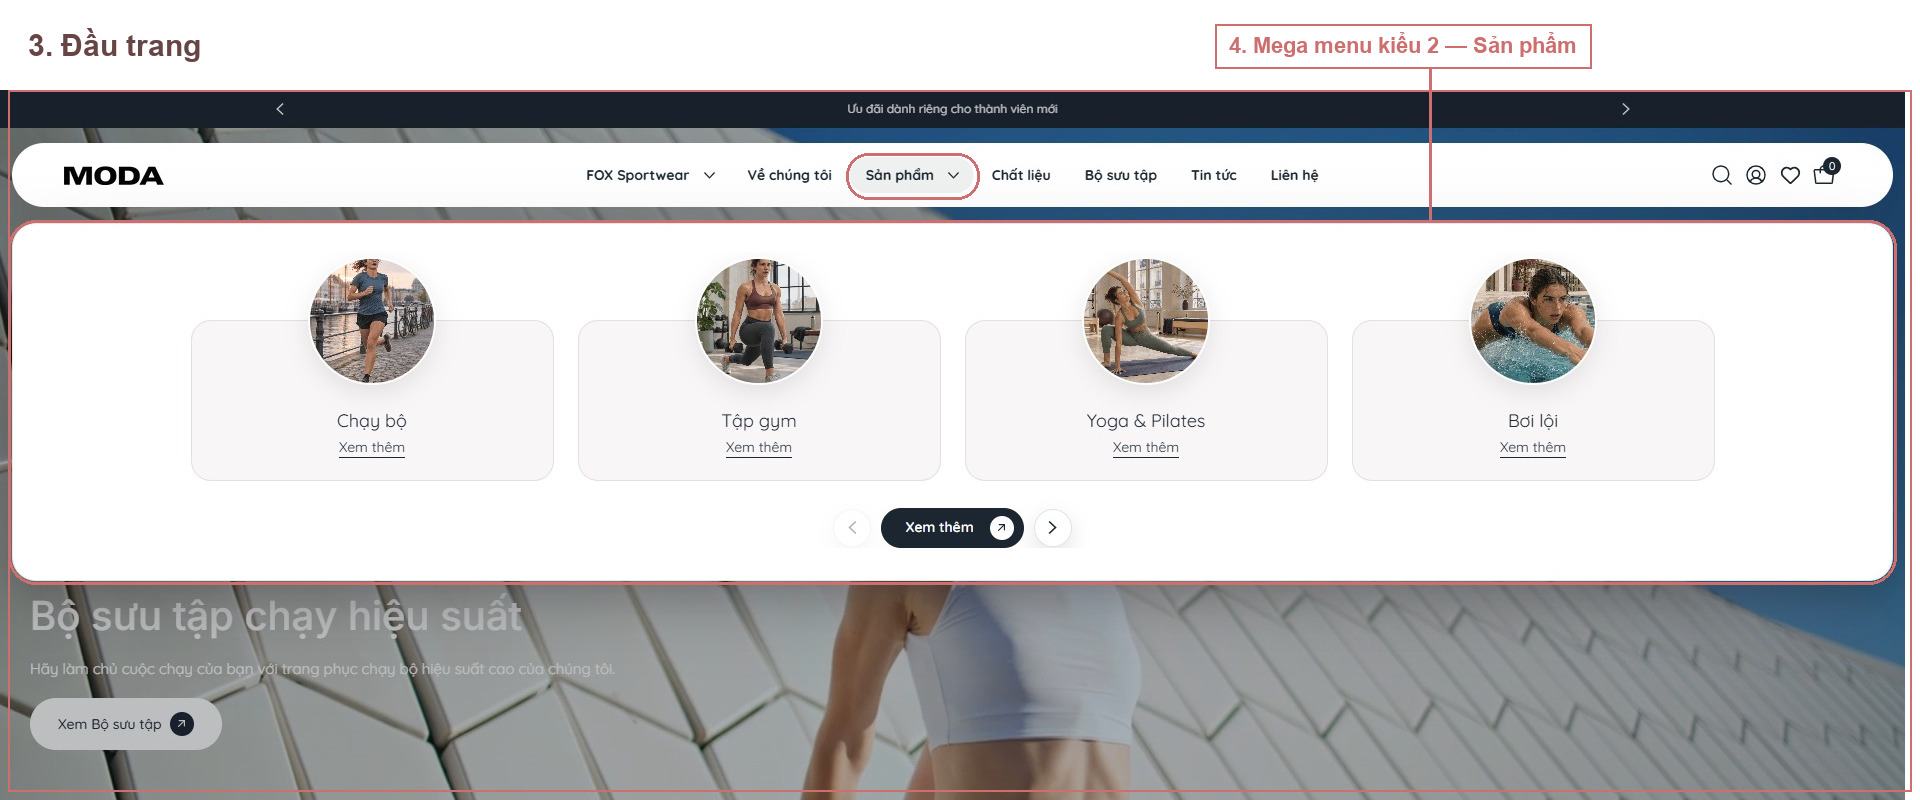 3. Đầu trang
4. Mega menu kiểu 2 — Sản phẩm
Ưu đãi dành riêng cho thành viên mới
MODA
FOX Sportwear
Về chúng tôi
Sản phẩm
Chất liệu
Bộ sưu tập
Tin tức
Liên hệ
0
Chạy bộ
Xem thêm
Tập gym
Xem thêm
Yoga & Pilates
Xem thêm
Bơi lội
Xem thêm
Xem thêm
Bộ sưu tập chạy hiệu suất
Hãy làm chủ cuộc chạy của bạn với trang phục chạy bộ hiệu suất cao của chúng tôi.
Xem Bộ sưu tập